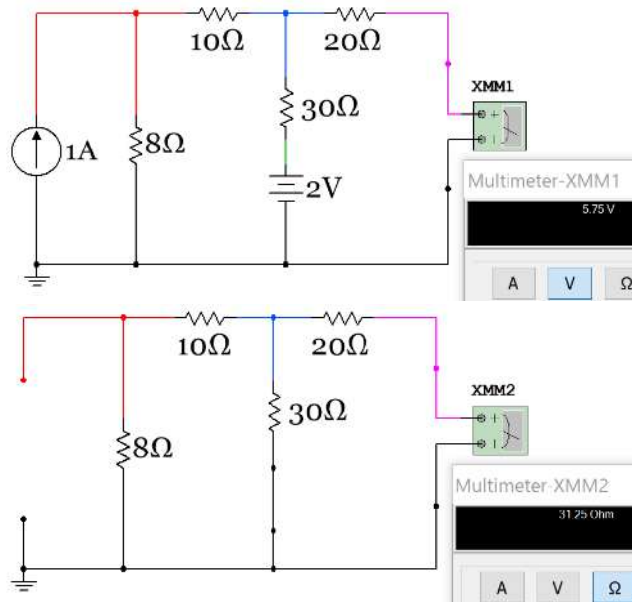 10Ω
20Ω
XMM1
30Ω
8Ω
1A
2V
Multimeter-XMM1
5.75 V
A
V
Ω
10Ω
20Ω
XMM2
30Ω
8Ω
Multimeter-XMM2
31.25 Ohm
A
V
Ω